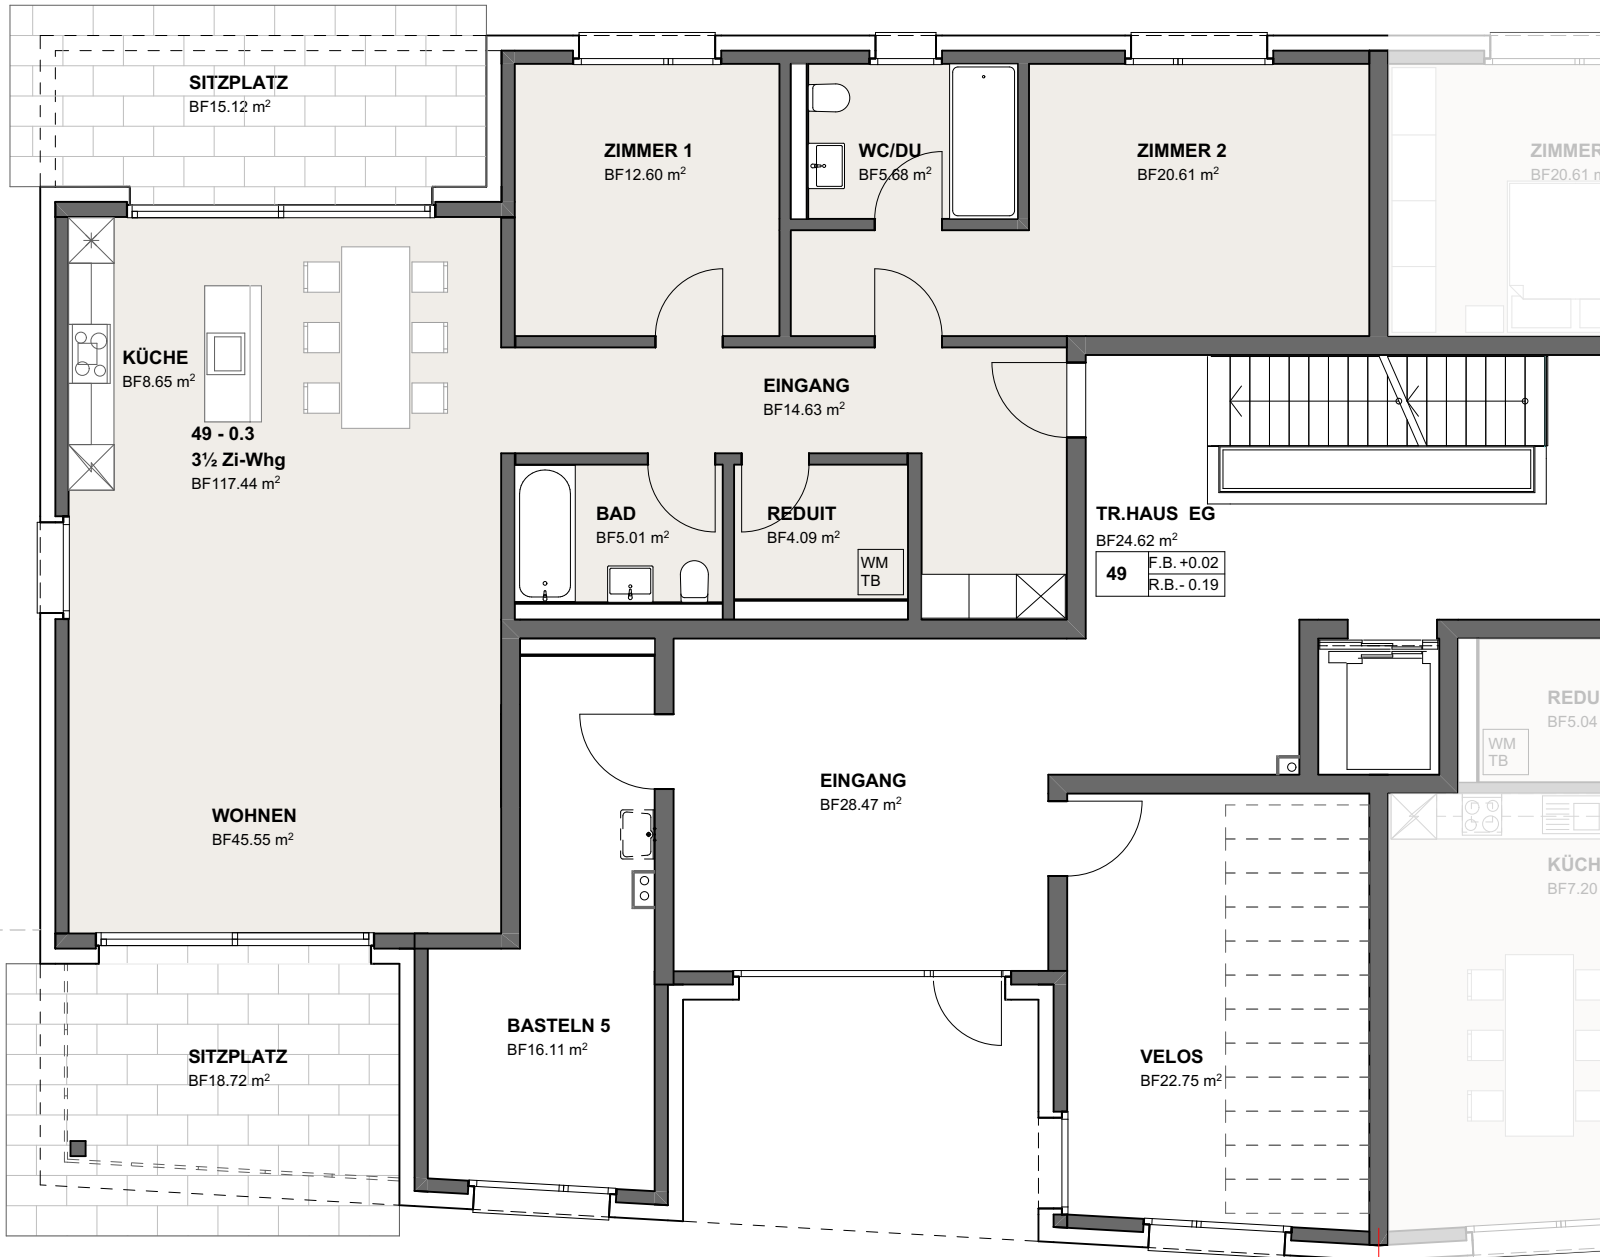 SITZPLATZ
BF15.12 m²
ZIMMER 1
BF12.60 m²
WC/DU
BF5.68 m²
ZIMMER 2
BF20.61 m²
ZIMMER
BF20.61 m
KÜCHE
BF8.65 m²
49 - 0.3
3½ Zi-Whg
BF117.44 m²
EINGANG
BF14.63 m²
BAD
BF5.01 m²
REDUIT
BF4.09 m²
WM
TB
TR.HAUS EG
BF24.62 m²
49
F.B. +0.02
R.B.- 0.19
REDU
BF5.04
WM
TB
WOHNEN
BF45.55 m²
EINGANG
BF28.47 m²
KÜCH
BF7.20
SITZPLATZ
BF18.72 m²
BASTELN 5
BF16.11 m²
VELOS
BF22.75 m²